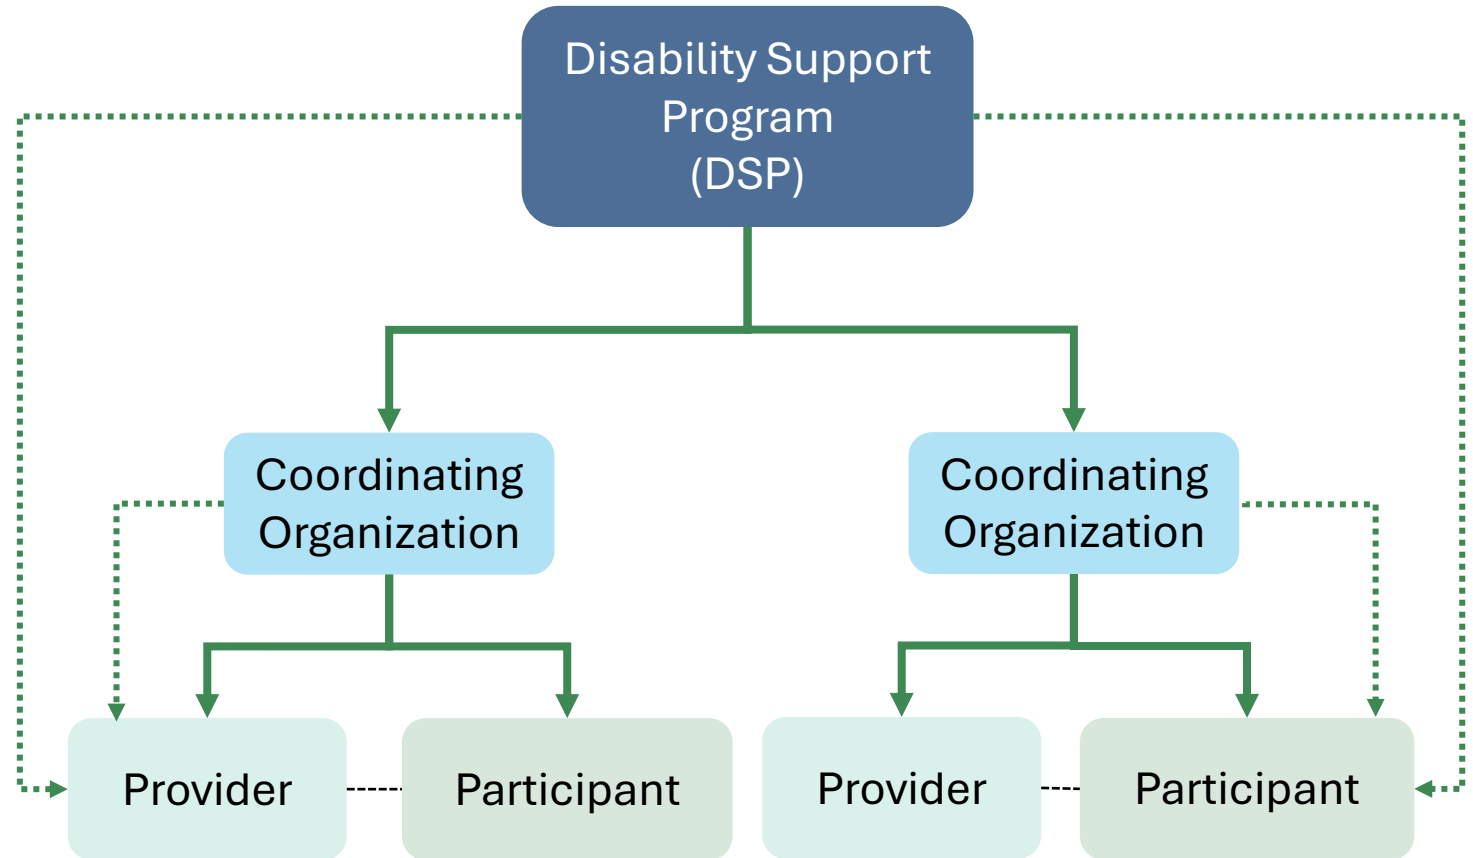 Disability Support
Program
(DSP)
Coordinating
Organization
Coordinating
Organization
Provider
Participant
Provider
Participant